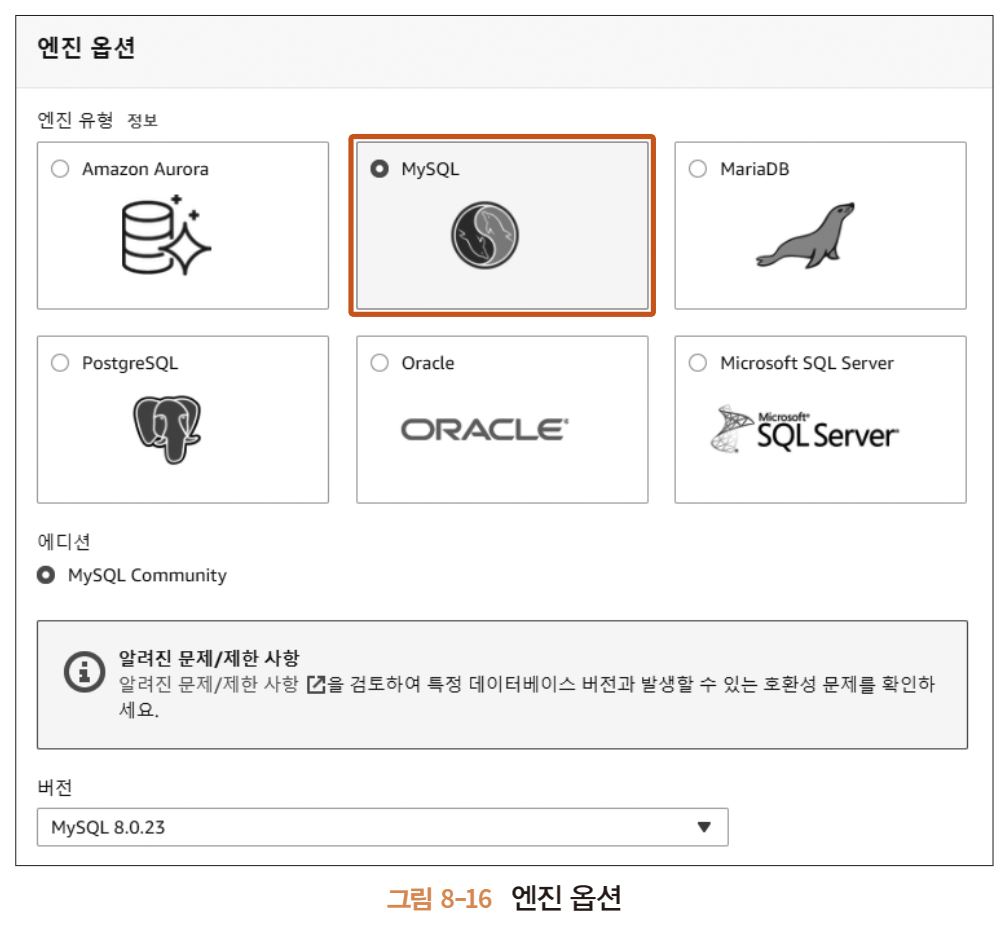 엔진 옵션
엔진 유형 정보
Amazon Aurora
MySQL
MariaDB
PostgreSQL
Oracle
ORACLE
Microsoft SQL Server
Microsoft
SQL Server
에디션
MySQL Community
알려진 문제/제한 사항
알려진 문제/제한 사항 을 검토하여 특정 데이터베이스 버전과 발생할 수 있는 호환성 문제를 확인하
세요.
버전
MySQL 8.0.23
그림 8-16 엔진 옵션